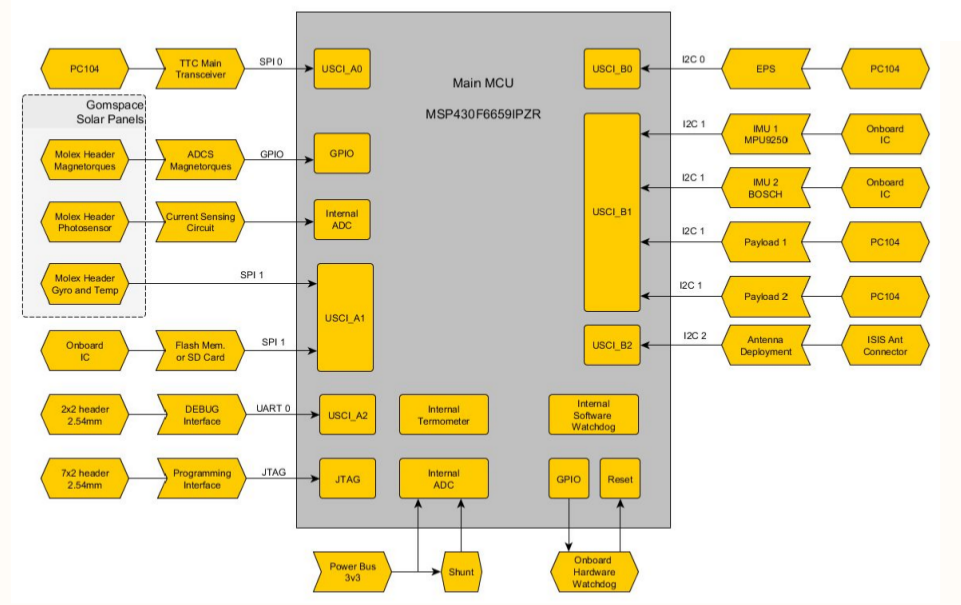 Main MCU
MSP430F6659IPZR
PC104
TTC Main
Transceiver
SPI 0
USCI_A0
Gomspace
Solar Panels
Molex Header
Magnetorques
ADCS
Magnetorques
GPIO
GPIO
Molex Header
Photosensor
Current Sensing
Circuit
Internal
ADC
Molex Header
Gyro and Temp
SPI 1
USCI_A1
Onboard
IC
Flash Mem.
or SD Card
SPI 1
2x2 header
2.54mm
DEBUG
Interface
UART 0
USCI_A2
7x2 header
2.54mm
Programming
Interface
JTAG
JTAG
Internal
Termometer
Internal
ADC
Internal
Software
Watchdog
GPIO
Reset
Power Bus
3v3
Shunt
Onboard
Hardware
Watchdog
USCI_B0
I2C 0
EPS
PC104
USCI_B1
I2C 1
IMU 1
MPU9250
Onboard
IC
I2C 1
IMU 2
BOSCH
Onboard
IC
I2C 1
Payload 1
PC104
I2C 1
Payload 2
PC104
USCI_B2
I2C 2
Antenna
Deployment
ISIS Ant
Connector